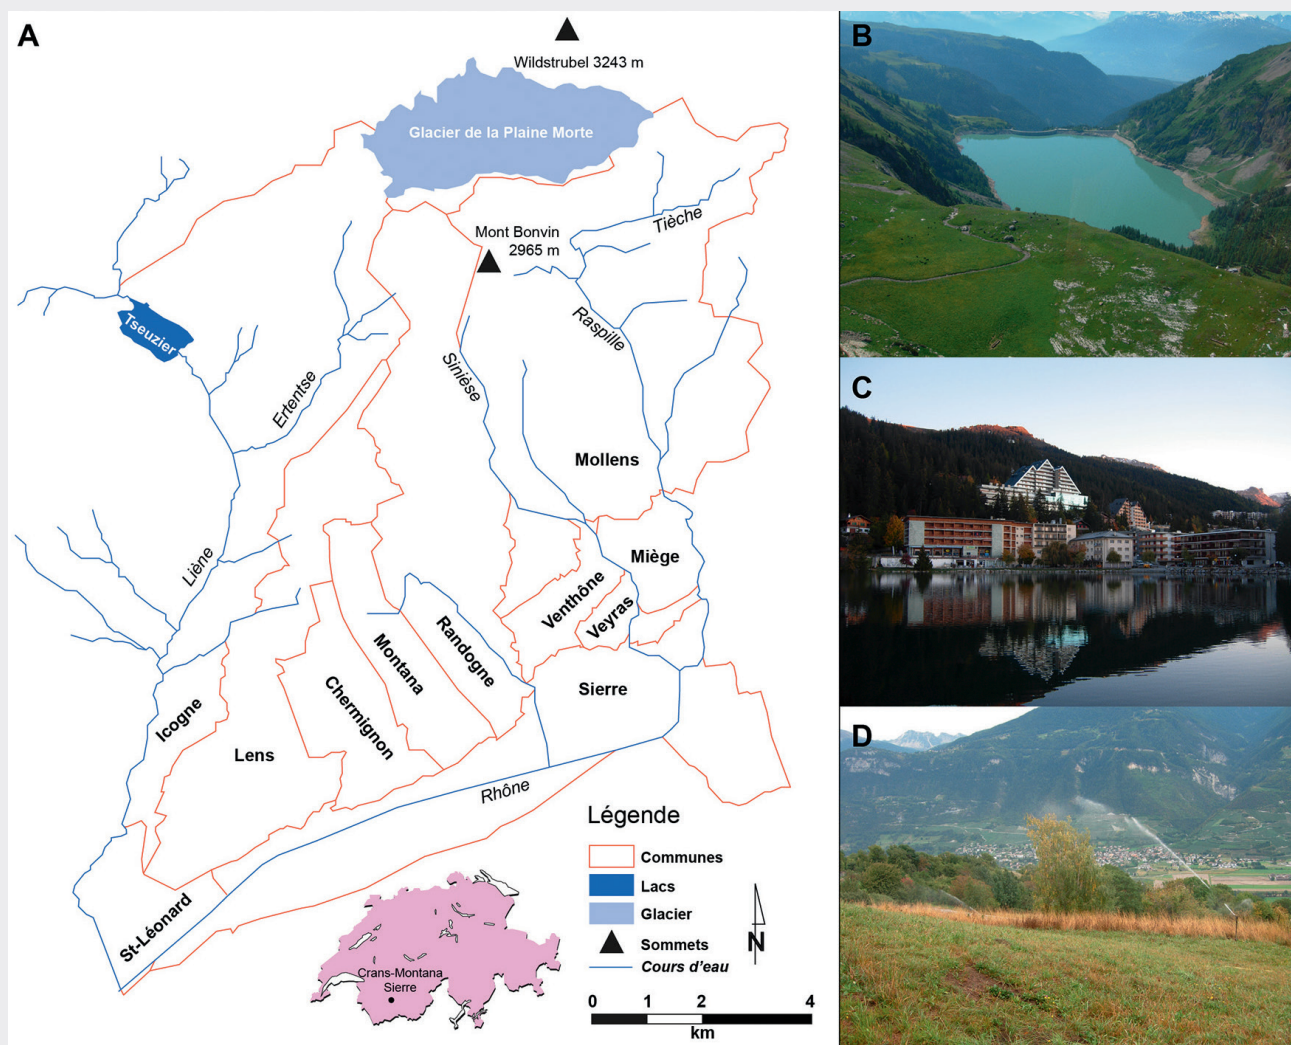 A
Wildstrubel 3243 m
Glacier de la Plaine Morte
Mont Bonvin
2965 m
Tièche
Tseuzier
Raspille
Sinièse
Ertentse
Mollens
Liène
Miège
Venthône
Veyras
Randogne
Montana
Chermignon
Sierre
Icogne
Lens
Rhône
St-Léonard
Légende
Communes
Lacs
Glacier
Sommets
Cours d'eau
N
0 1 2 4
km
Crans-Montana
Sierre
B
C
D